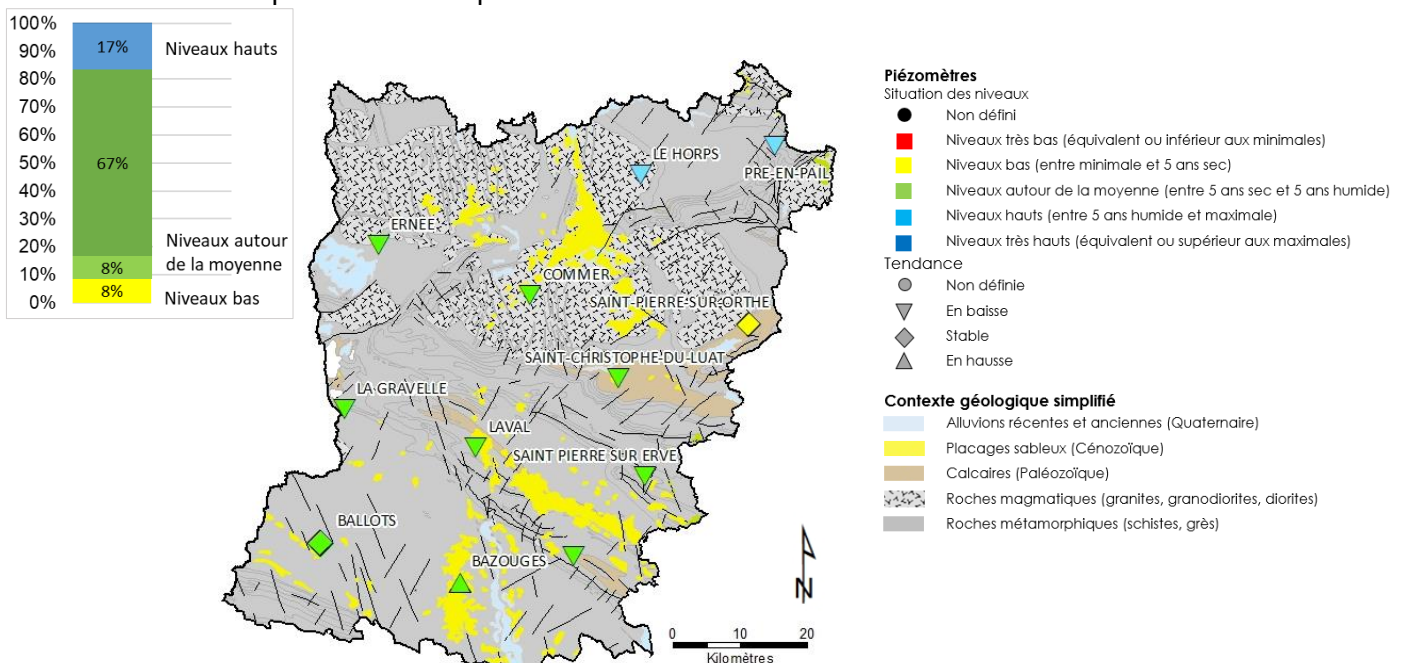 100%
90%
80%
70%
60%
50%
40%
30%
20%
10%
0%
17%
67%
8%
8%
Niveaux hauts
Niveaux autour
de la moyenne
Niveaux bas
LE HORPS
PRE-EN-PAIL
ERNEE
COMMER
SAINT-PIERRE-SUR-ORTHE
SAINT-CHRISTOPHE-DU-LUAT
LA GRAVELLE
LAVAL
SAINT PIERRE SUR ERVE
BALLOTS
BAZOUGES
N
0 10 20
Kilomètres
Piézomètres
Situation des niveaux
Non défini
Niveaux très bas (équivalent ou inférieur aux minimales)
Niveaux bas (entre minimale et 5 ans sec)
Niveaux autour de la moyenne (entre 5 ans sec et 5 ans humide)
Niveaux hauts (entre 5 ans humide et maximale)
Niveaux très hauts (équivalent ou supérieur aux maximales)
Tendance
Non définie
En baisse
Stable
En hausse
Contexte géologique simplifié
Alluvions récentes et anciennes (Quaternaire)
Placages sableux (Cénozoïque)
Calcaires (Paléozoïque)
Roches magmatiques (granites, granodiorites, diorites)
Roches métamorphiques (schistes, grès)